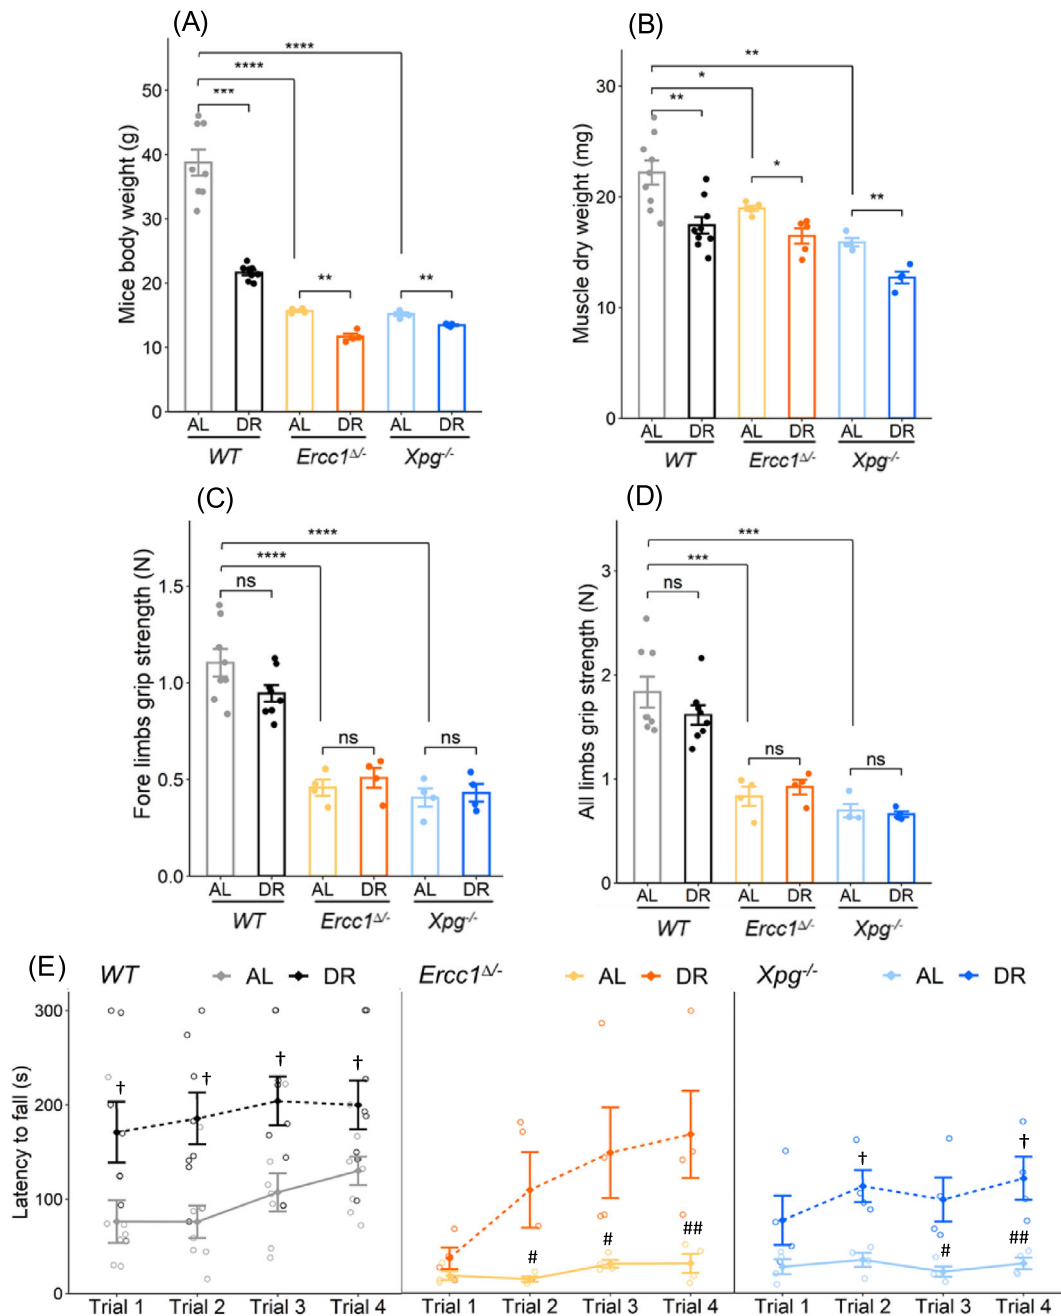 (A)
Mice body weight (g)
50
40
30
20
10
0
****
****
***
**
**
AL DR AL DR AL DR
WT Ercc1Δ/- Xpg-/-
(B)
Muscle dry weight (mg)
30
20
10
0
**
*
**
*
**
AL DR AL DR AL DR
WT Ercc1Δ/- Xpg-/-
(C)
Fore limbs grip strength (N)
1.5
1.0
0.5
0.0
****
****
ns
ns
ns
AL DR AL DR AL DR
WT Ercc1Δ/- Xpg-/-
(D)
All limbs grip strength (N)
3
2
1
0
***
***
ns
ns
ns
AL DR AL DR AL DR
WT Ercc1Δ/- Xpg-/-
(E)
WT AL DR
Ercc1Δ/- AL DR
Xpg-/- AL DR
Latency to fall (s)
300
200
100
0
† † † †
# # ##
† †
# ##
Trial 1 Trial 2 Trial 3 Trial 4
Trial 1 Trial 2 Trial 3 Trial 4
Trial 1 Trial 2 Trial 3 Trial 4